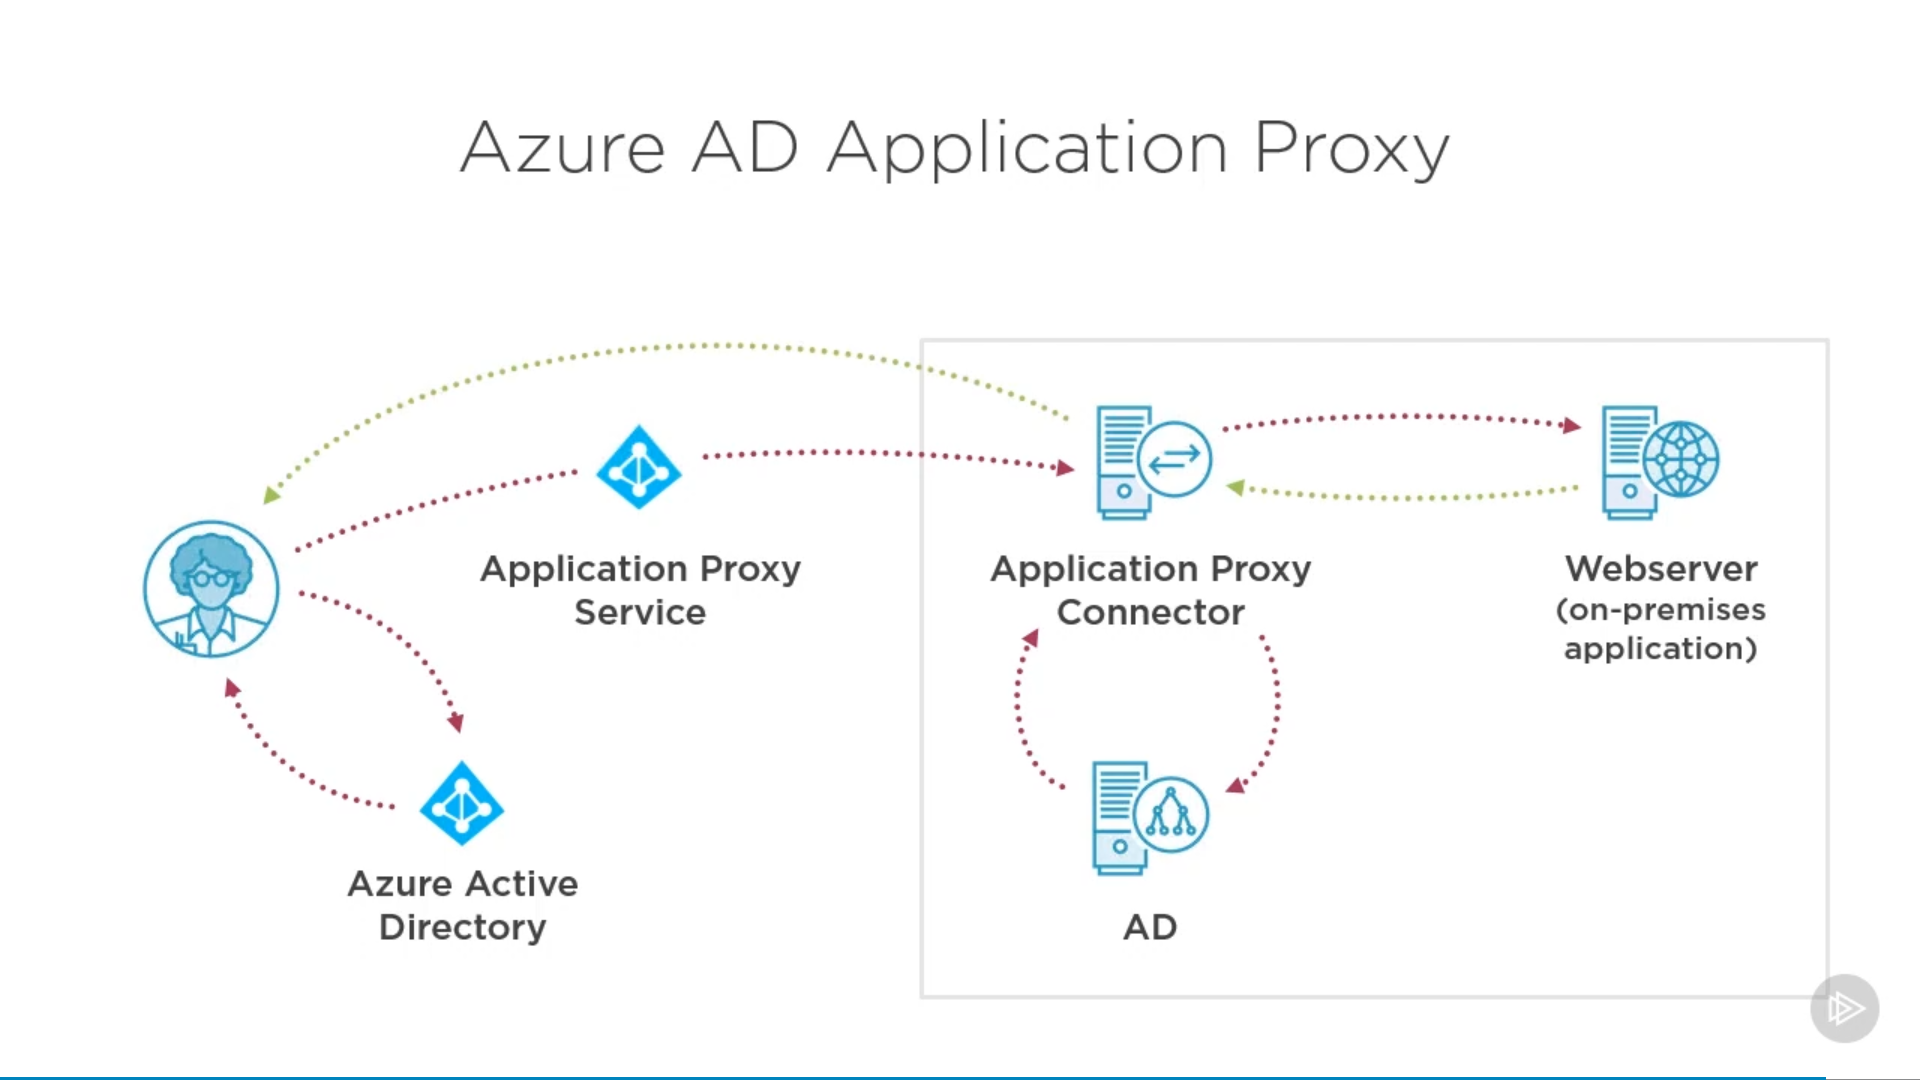 Azure AD Application Proxy
Application Proxy
Service
Application Proxy
Connector
Webserver
(on-premises
application)
Azure Active
Directory
AD